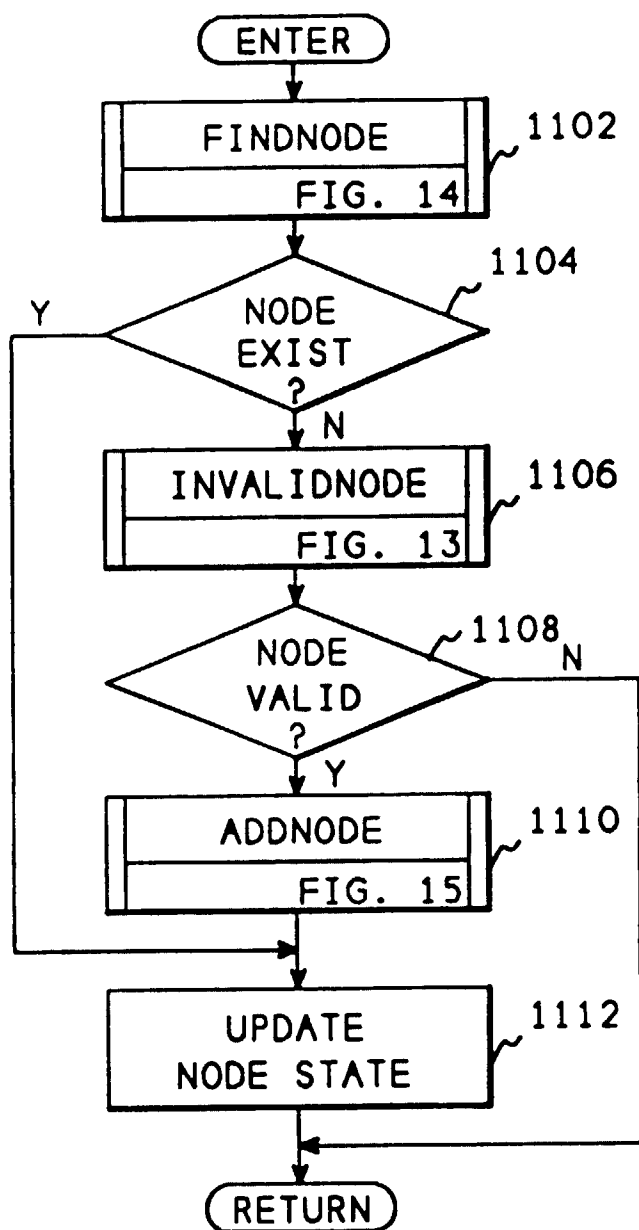 ENTER
FINDNODE
1102
FIG. 14
1104
Y
NODE
EXIST
?
N
INVALIDNODE
1106
FIG. 13
1108
NODE
N
VALID
?
Y
ADDNODE
1110
FIG. 15
UPDATE
1112
NODE STATE
RETURN